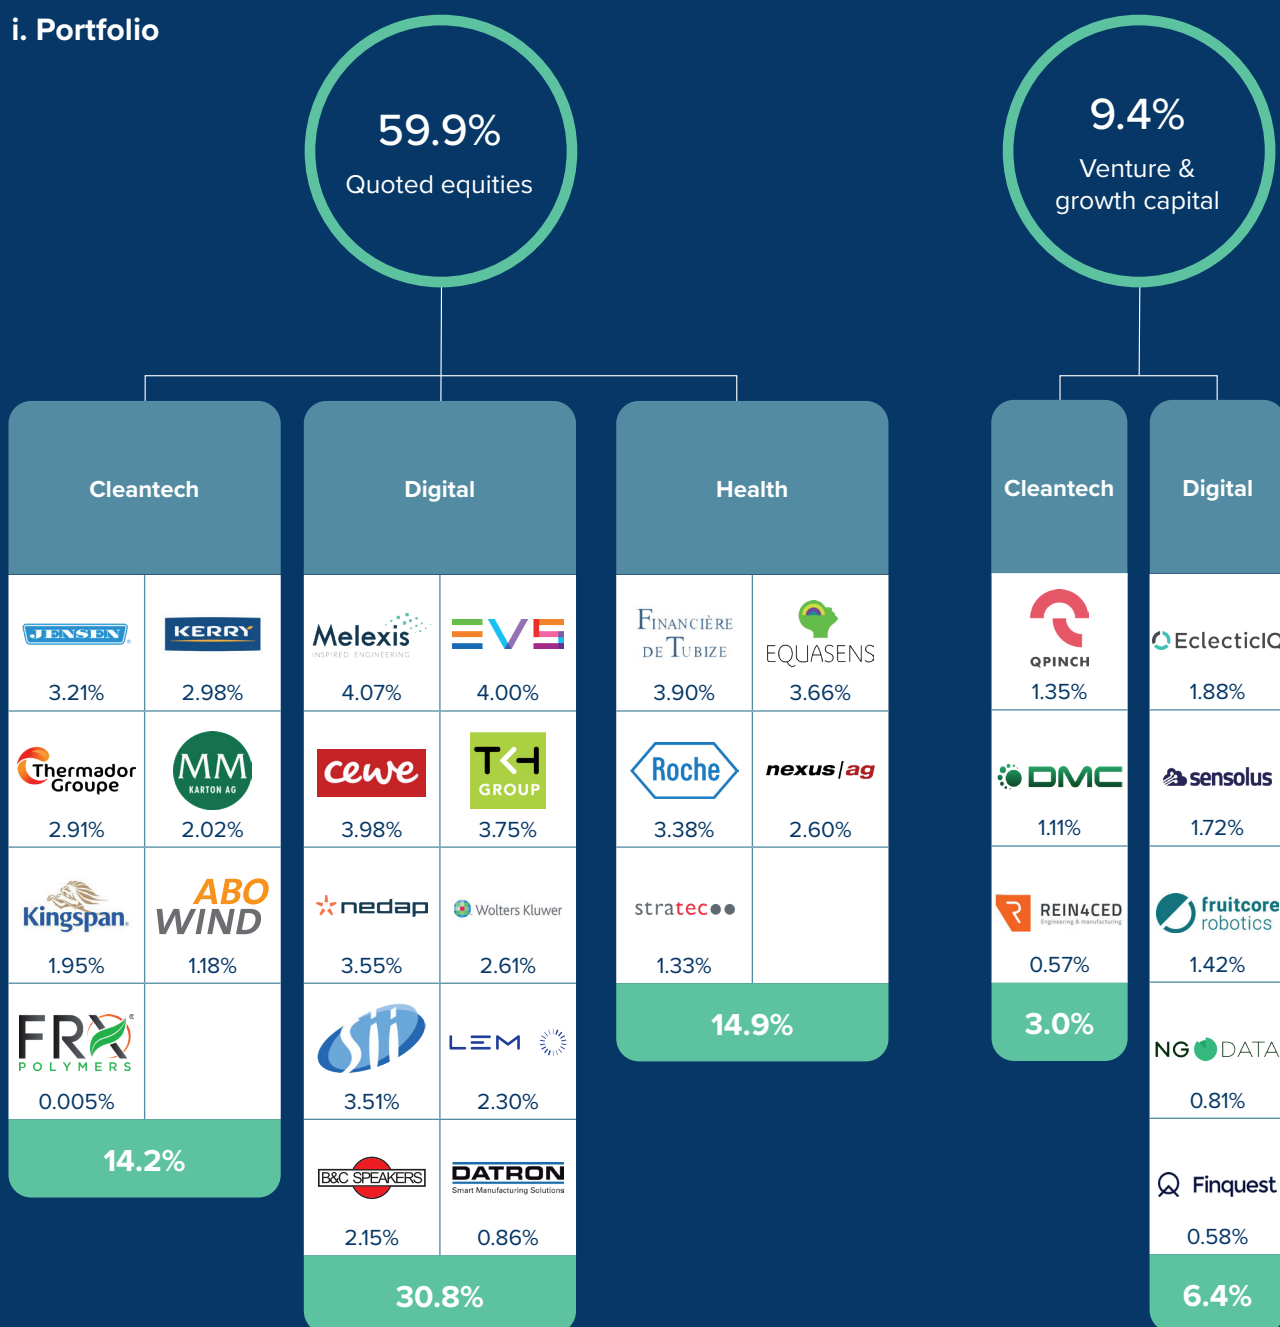 i. Portfolio
59.9%
Quoted equities
9.4%
Venture &
growth capital
Cleantech
JENSEN
3.21%
KERRY
2.98%
Thermador
Groupe
2.91%
MM
KARTON AG
2.02%
Kingspan.
1.95%
ABO
WIND
1.18%
FRX
POLYMERS
0.005%
14.2%
Digital
Melexis
INSPIRED ENGINEERING
4.07%
EVS
4.00%
cewe
3.98%
TKH
GROUP
3.75%
nedap
3.55%
Wolters Kluwer
2.61%
sii
3.51%
LEM
2.30%
B&C SPEAKERS
2.15%
DATRON
Smart Manufacturing Solutions
0.86%
30.8%
Health
FINANCIÈRE
DE TUBIZE
3.90%
EQUASENS
3.66%
Roche
3.38%
nexus/ag
2.60%
stratec
1.33%
14.9%
Cleantech
QPINCH
1.35%
DMC
1.11%
REIN4CED
Engineering & manufacturing
0.57%
3.0%
Digital
EclecticIQ
1.88%
sensolus
1.72%
fruitcore
robotics
1.42%
NG DATA
0.81%
Finquest
0.58%
6.4%